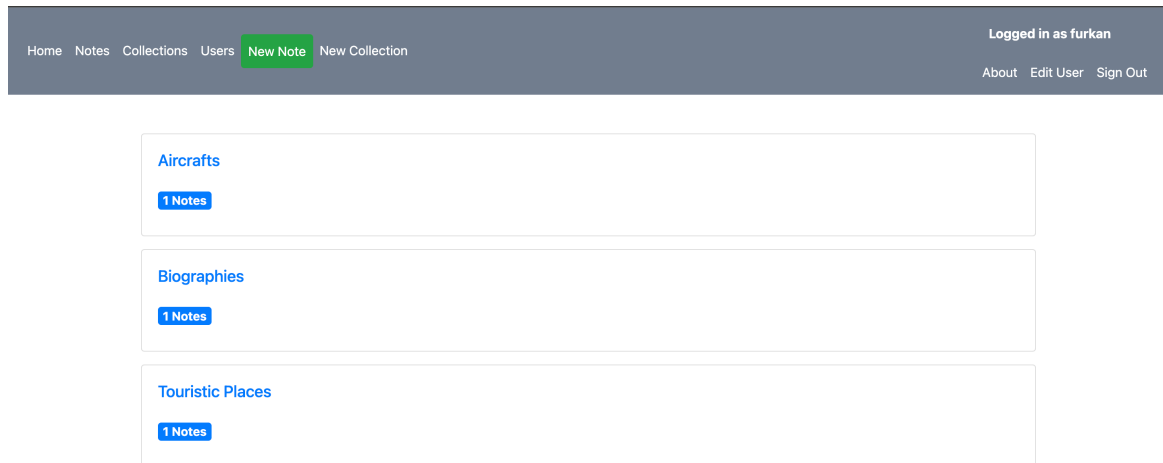 Home Notes Collections Users New Note New Collection
Logged in as furkan
About Edit User Sign Out
Aircrafts
1 Notes
Biographies
1 Notes
Touristic Places
1 Notes